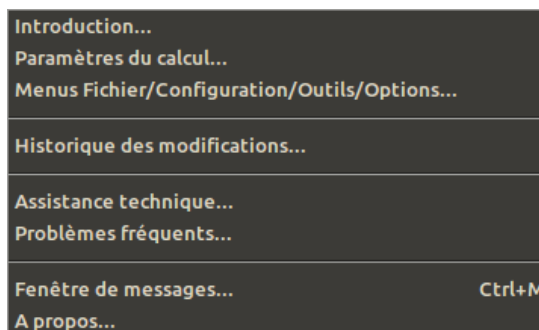 Introduction...
Paramètres du calcul...
Menus Fichier/Configuration/Outils/Options...
Historique des modifications...
Assistance technique...
Problèmes fréquents...
Fenêtre de messages... Ctrl+M
A propos...